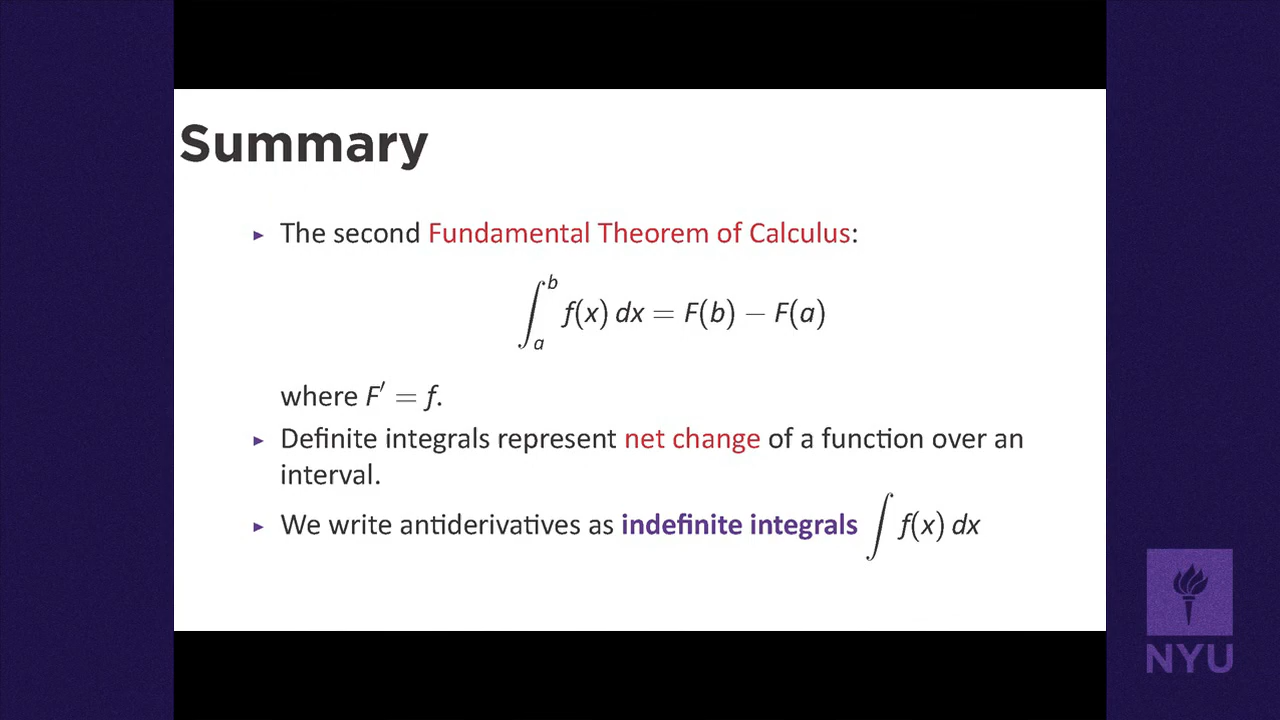 Summary
▸ The second Fundamental Theorem of Calculus:
∫_a^b f(x) dx = F(b) − F(a)
where F′ = f.
▸ Definite integrals represent net change of a function over an
interval.
▸ We write antiderivatives as indefinite integrals ∫ f(x) dx
NYU